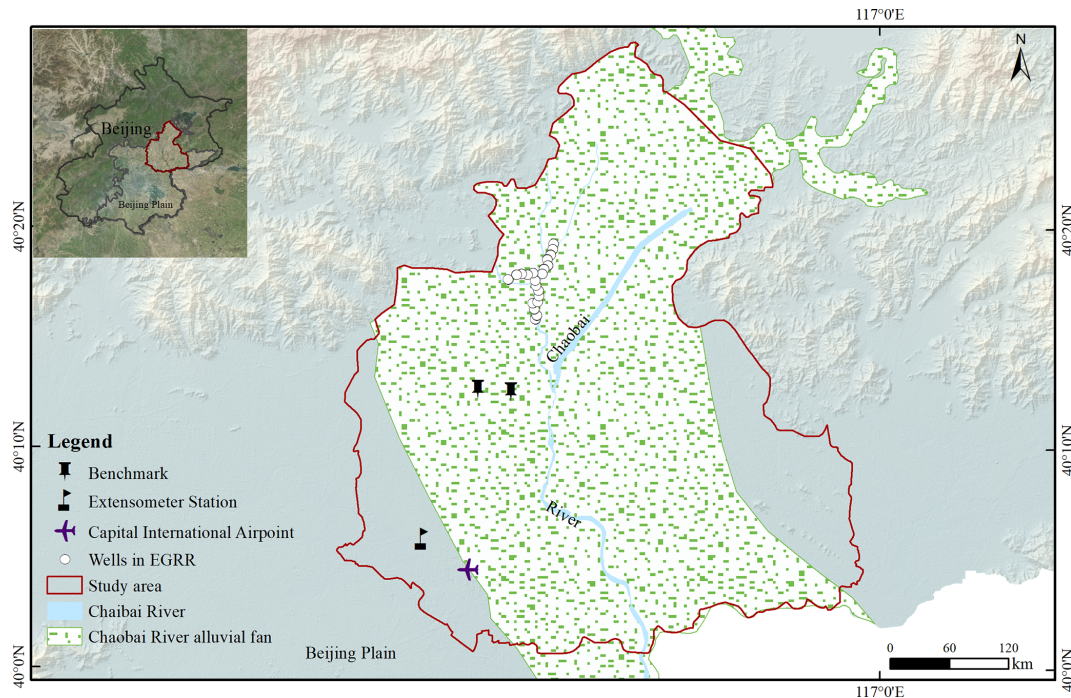 117°0'E
N
Beijing
Beijing Plain
40°20'N
40°20'N
Chaobai
40°10'N
40°10'N
Legend
Benchmark
Extensometer Station
Capital International Airpoint
Wells in EGRR
Study area
Chaibai River
Chaobai River alluvial fan
River
Beijing Plain
40°0'N
40°0'N
0 60 120
km
117°0'E